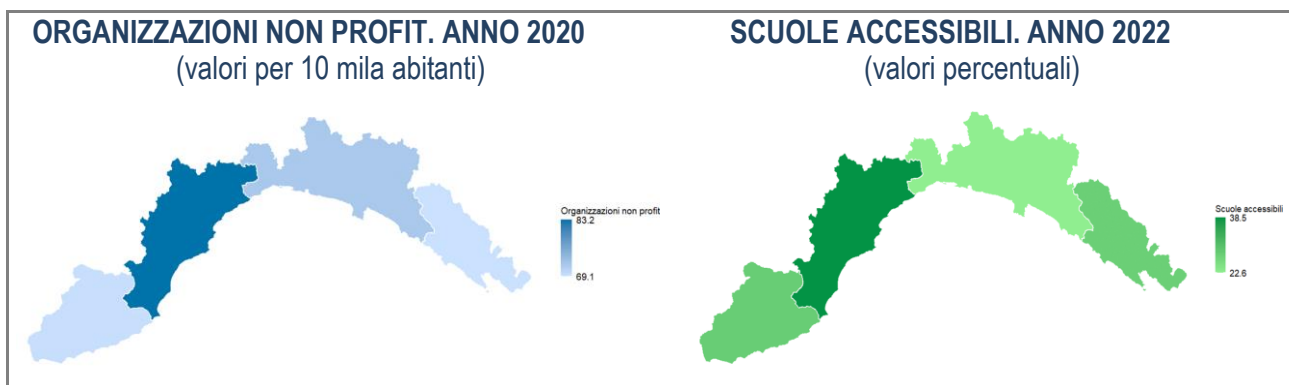 ORGANIZZAZIONI NON PROFIT. ANNO 2020
(valori per 10 mila abitanti)
Organizzazioni non profit
83.2
69.1
SCUOLE ACCESSIBILI. ANNO 2022
(valori percentuali)
Scuole accessibili
38.5
22.6